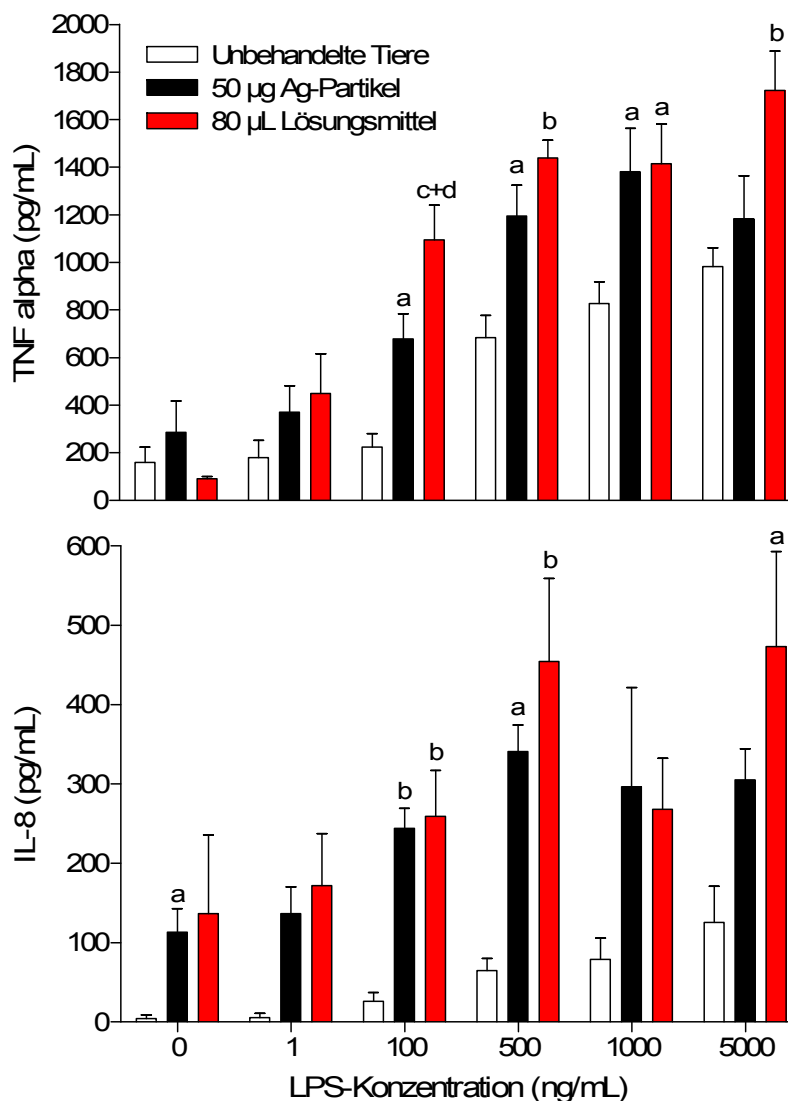 2000
1800
1600
1400
1200
1000
800
600
400
200
0
TNF alpha (pg/mL)
Unbehandelte Tiere
50 µg Ag-Partikel
80 µL Lösungsmittel
a
c+d
a
b
a
a
b
600
500
400
300
200
100
0
IL-8 (pg/mL)
a
b
b
a
b
a
0 1 100 500 1000 5000
LPS-Konzentration (ng/mL)